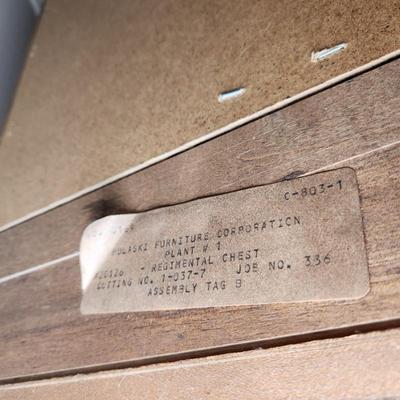 C-803-1
PULASKI FURNITURE CORPORATION
PLANT # 1
#20126 - REGIMENTAL CHEST
CUTTING NO. 1-037-7 JOB NO. 336
ASSEMBLY TAG B